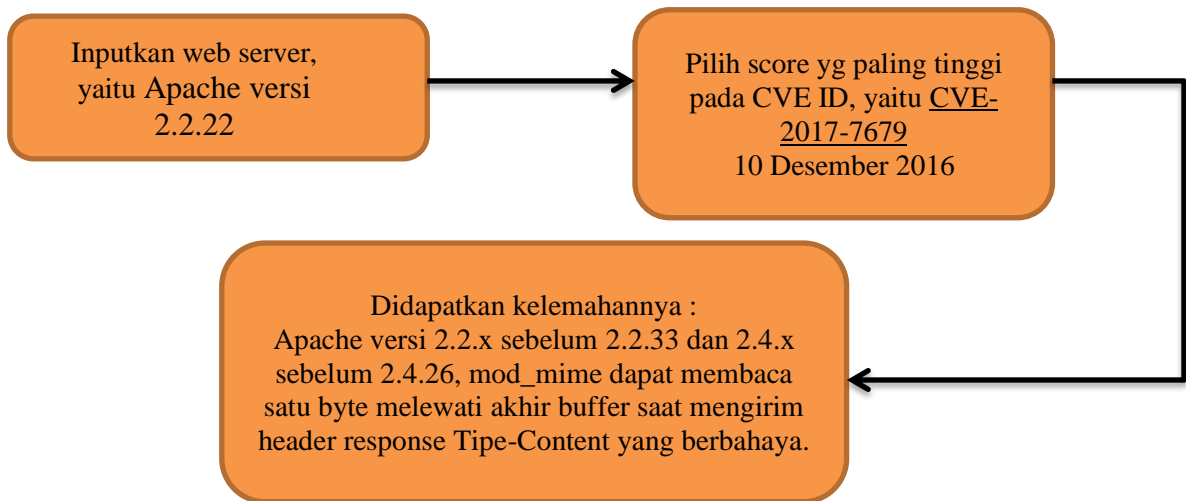 Inputkan web server,
yaitu Apache versi
2.2.22
Pilih score yg paling tinggi
pada CVE ID, yaitu CVE-
2017-7679
10 Desember 2016
Didapatkan kelemahannya :
Apache versi 2.2.x sebelum 2.2.33 dan 2.4.x
sebelum 2.4.26, mod_mime dapat membaca
satu byte melewati akhir buffer saat mengirim
header response Tipe-Content yang berbahaya.